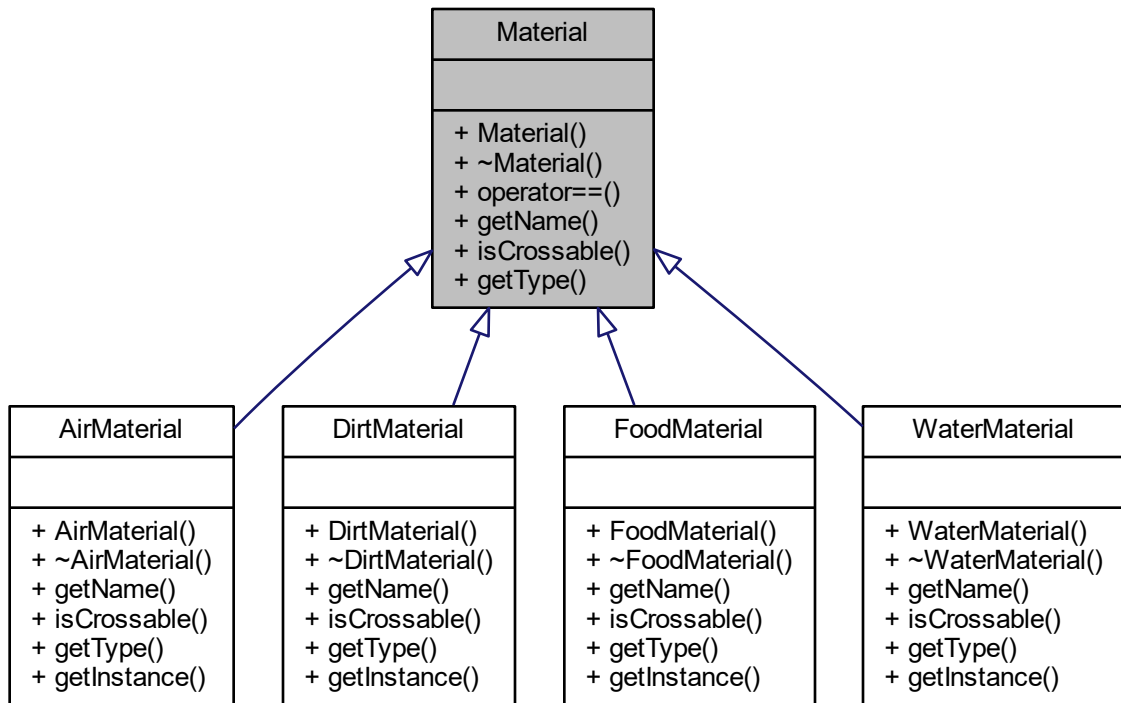 Material
+ Material()
+ ~Material()
+ operator==()
+ getName()
+ isCrossable()
+ getType()
AirMaterial
+ AirMaterial()
+ ~AirMaterial()
+ getName()
+ isCrossable()
+ getType()
+ getInstance()
DirtMaterial
+ DirtMaterial()
+ ~DirtMaterial()
+ getName()
+ isCrossable()
+ getType()
+ getInstance()
FoodMaterial
+ FoodMaterial()
+ ~FoodMaterial()
+ getName()
+ isCrossable()
+ getType()
+ getInstance()
WaterMaterial
+ WaterMaterial()
+ ~WaterMaterial()
+ getName()
+ isCrossable()
+ getType()
+ getInstance()